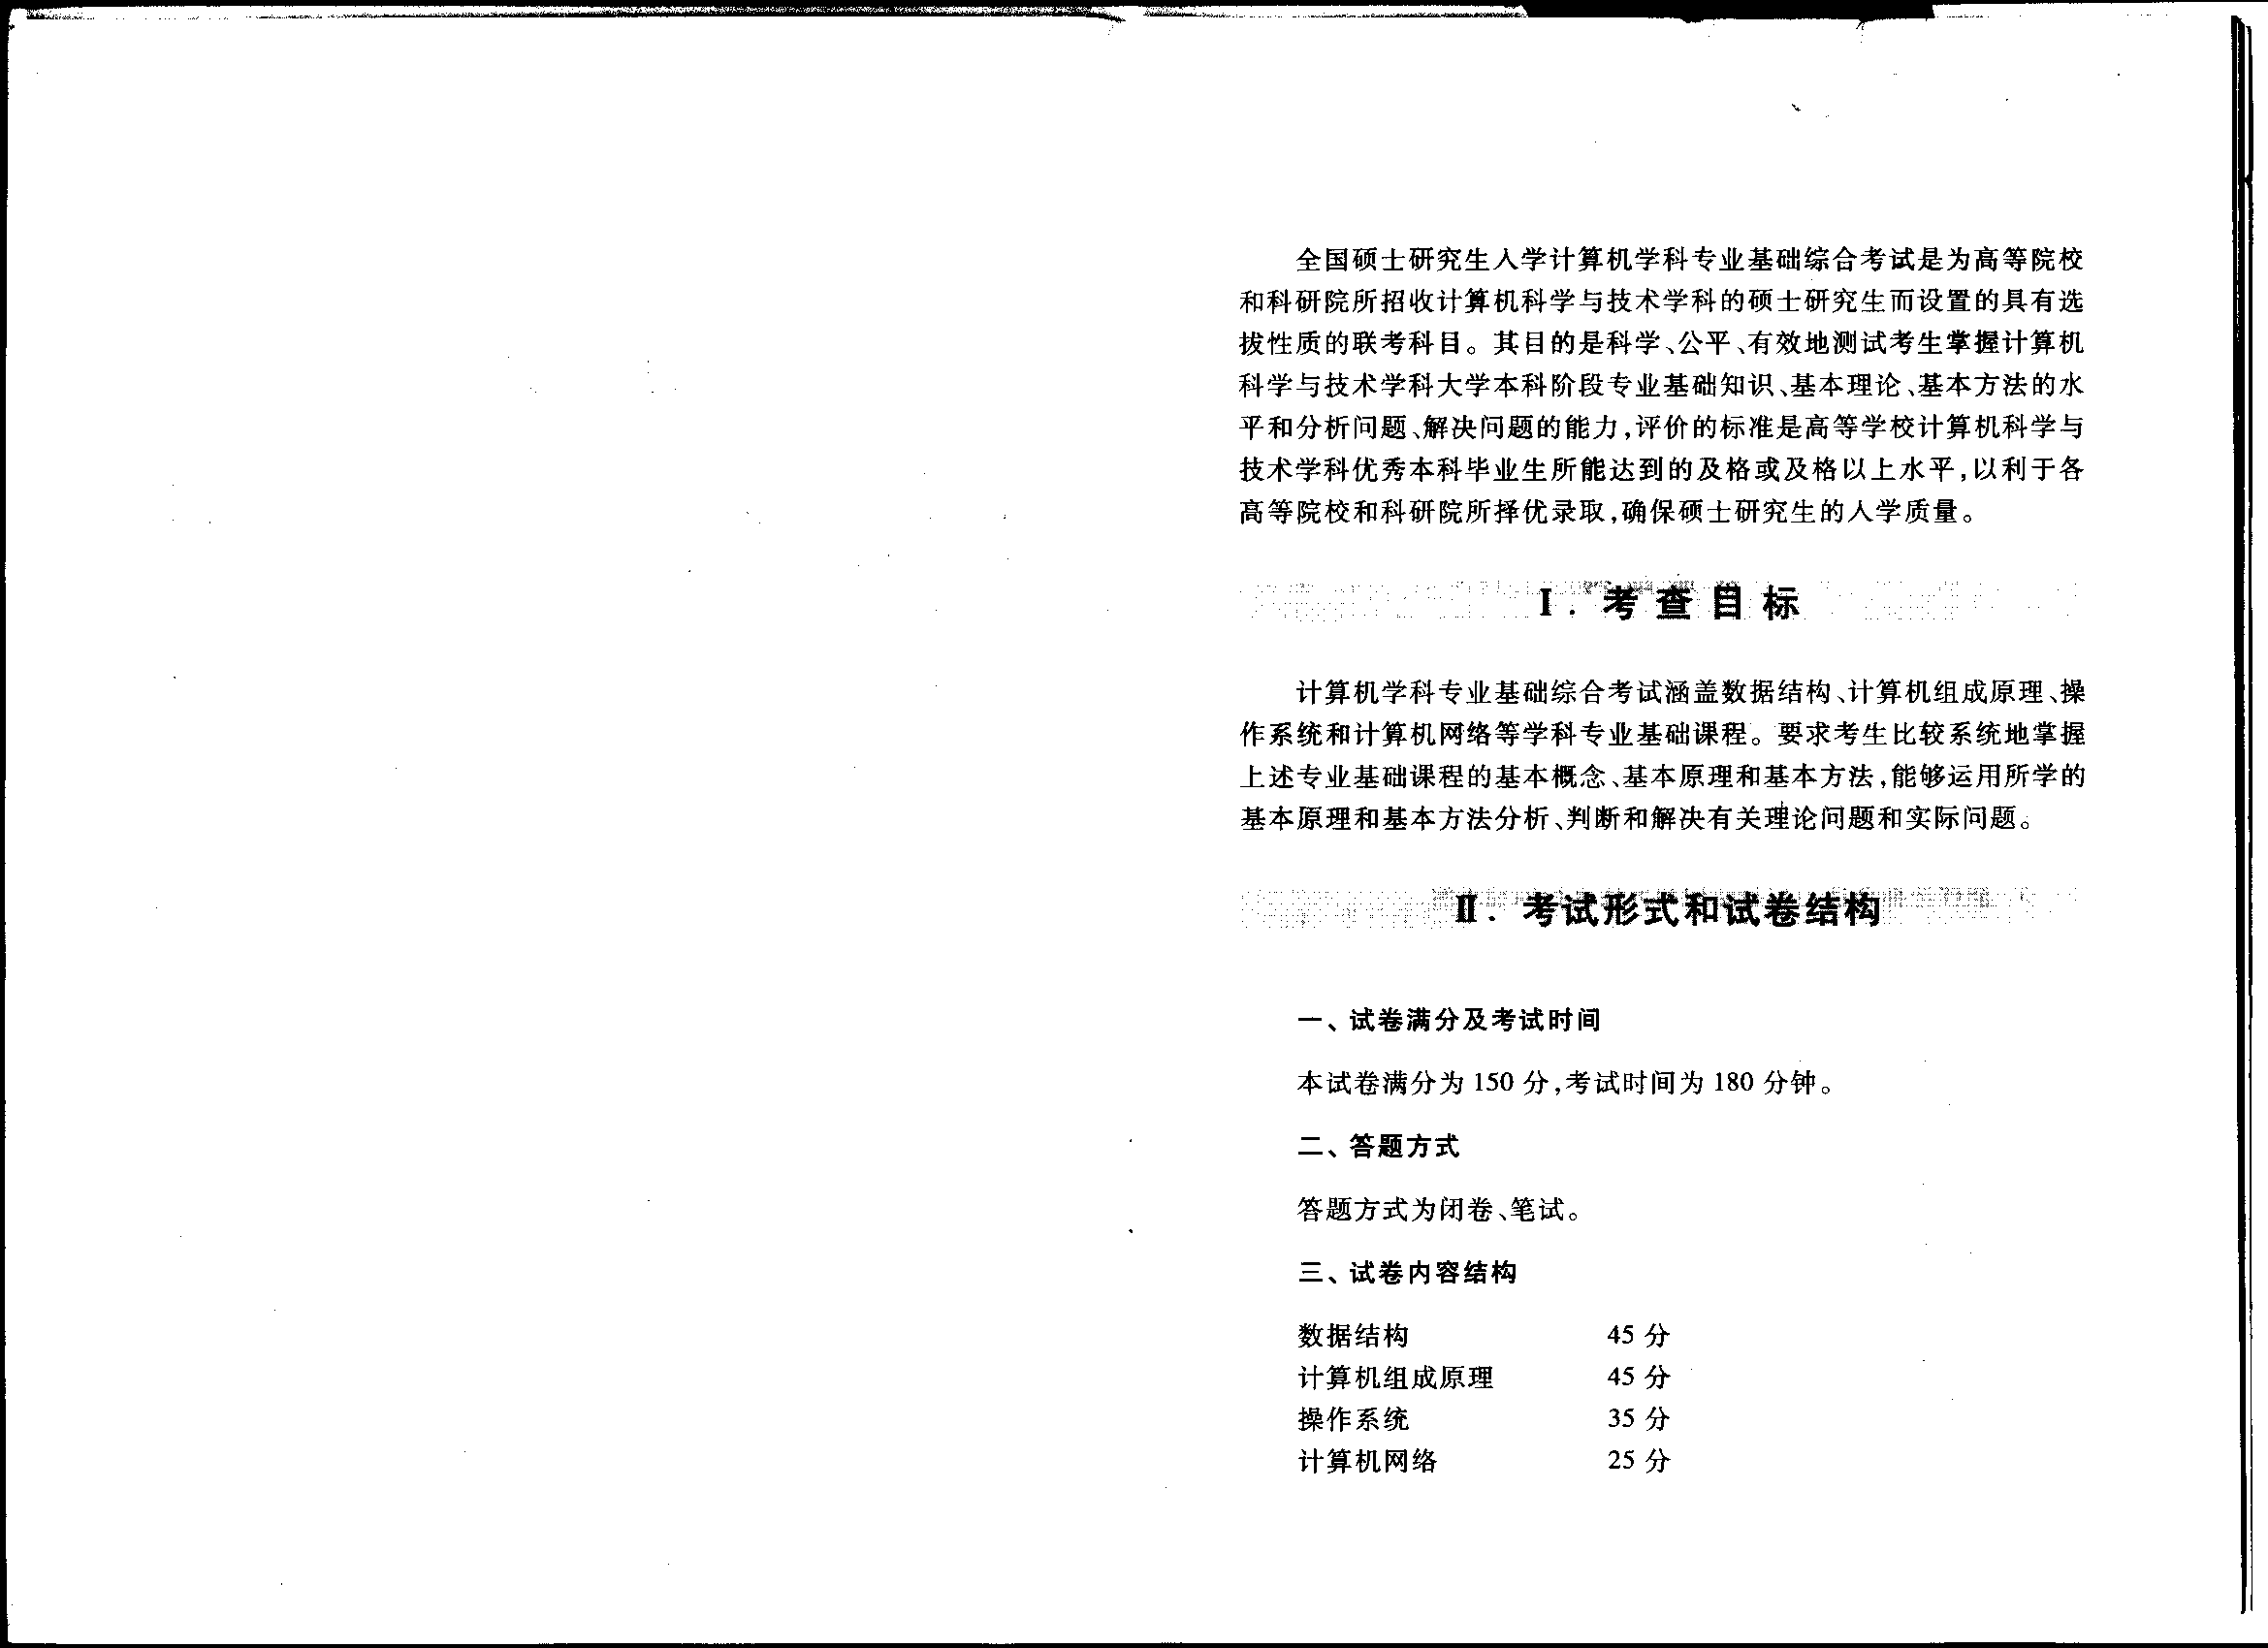 全国硕士研究生入学计算机学科专业基础综合考试是为高等院校
和科研院所招收计算机科学与技术学科的硕士研究生而设置的具有选
拔性质的联考科目。其目的是科学、公平、有效地测试考生掌握计算机
科学与技术学科大学本科阶段专业基础知识、基本理论、基本方法的水
平和分析问题、解决问题的能力,评价的标准是高等学校计算机科学与
技术学科优秀本科毕业生所能达到的及格或及格以上水平,以利于各
高等院校和科研院所择优录取,确保硕士研究生的入学质量。
Ⅰ. 考查目标
计算机学科专业基础综合考试涵盖数据结构、计算机组成原理、操
作系统和计算机网络等学科专业基础课程。要求考生比较系统地掌握
上述专业基础课程的基本概念、基本原理和基本方法,能够运用所学的
基本原理和基本方法分析、判断和解决有关理论问题和实际问题。
Ⅱ. 考试形式和试卷结构
一、试卷满分及考试时间
本试卷满分为 150 分,考试时间为 180 分钟。
二、答题方式
答题方式为闭卷、笔试。
三、试卷内容结构
数据结构 45 分
计算机组成原理 45 分
操作系统 35 分
计算机网络 25 分